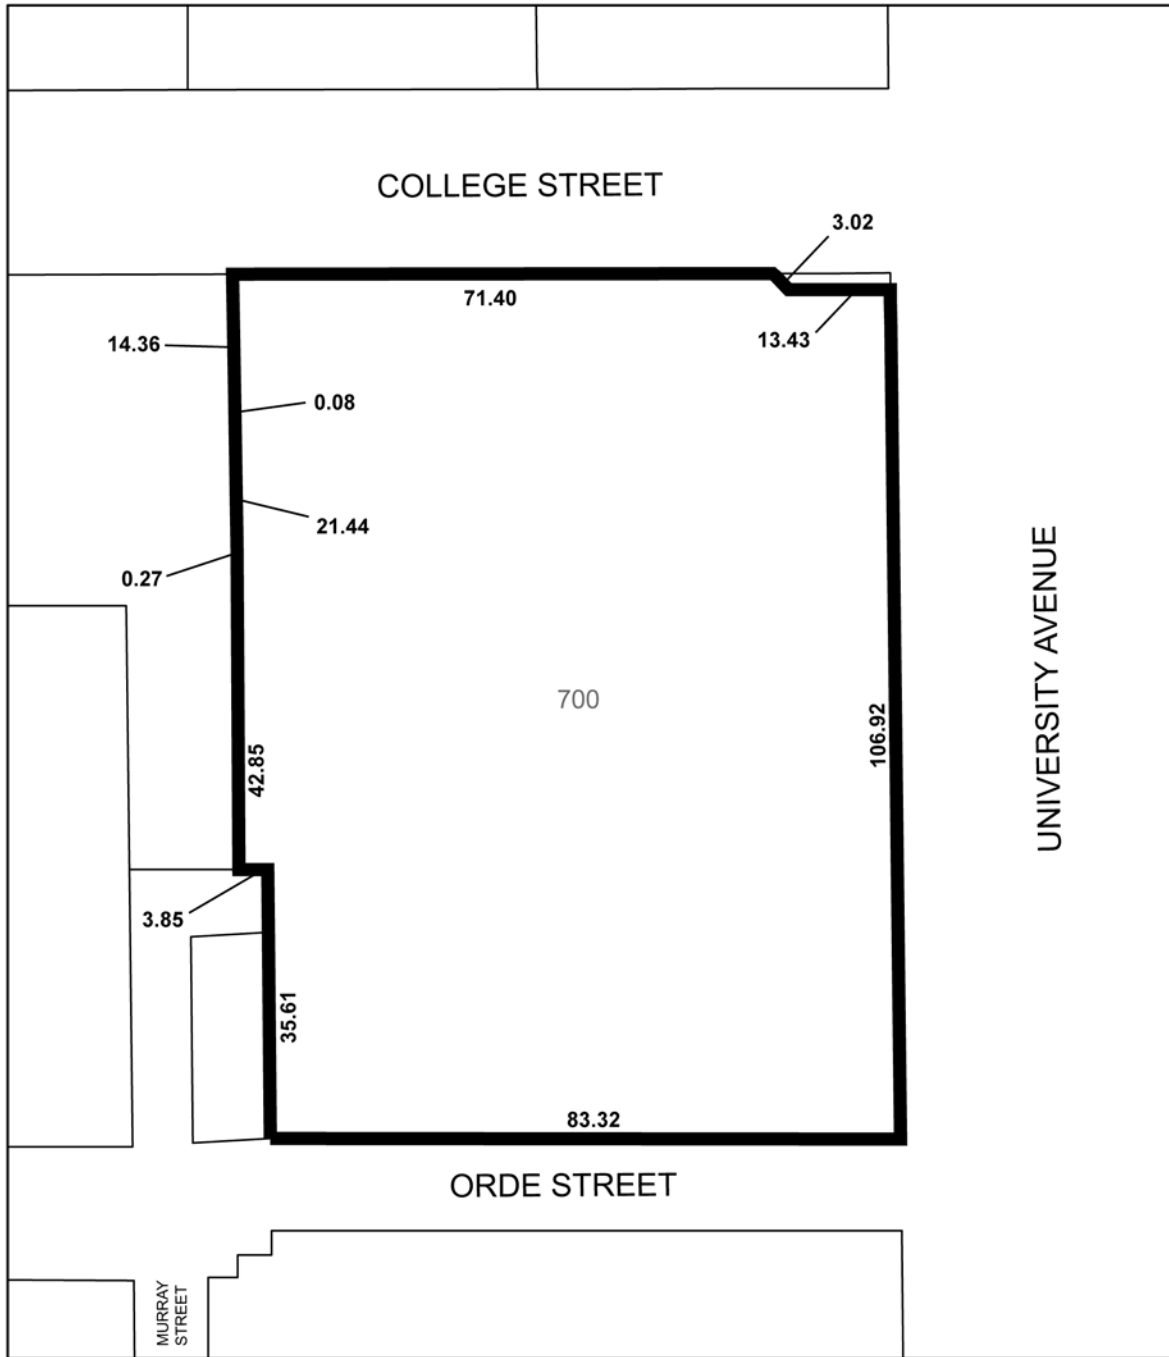 COLLEGE STREET
3.02
71.40
13.43
14.36
0.08
21.44
0.27
UNIVERSITY AVENUE
700
106.92
42.85
3.85
35.61
83.32
ORDE STREET
MURRAY
STREET